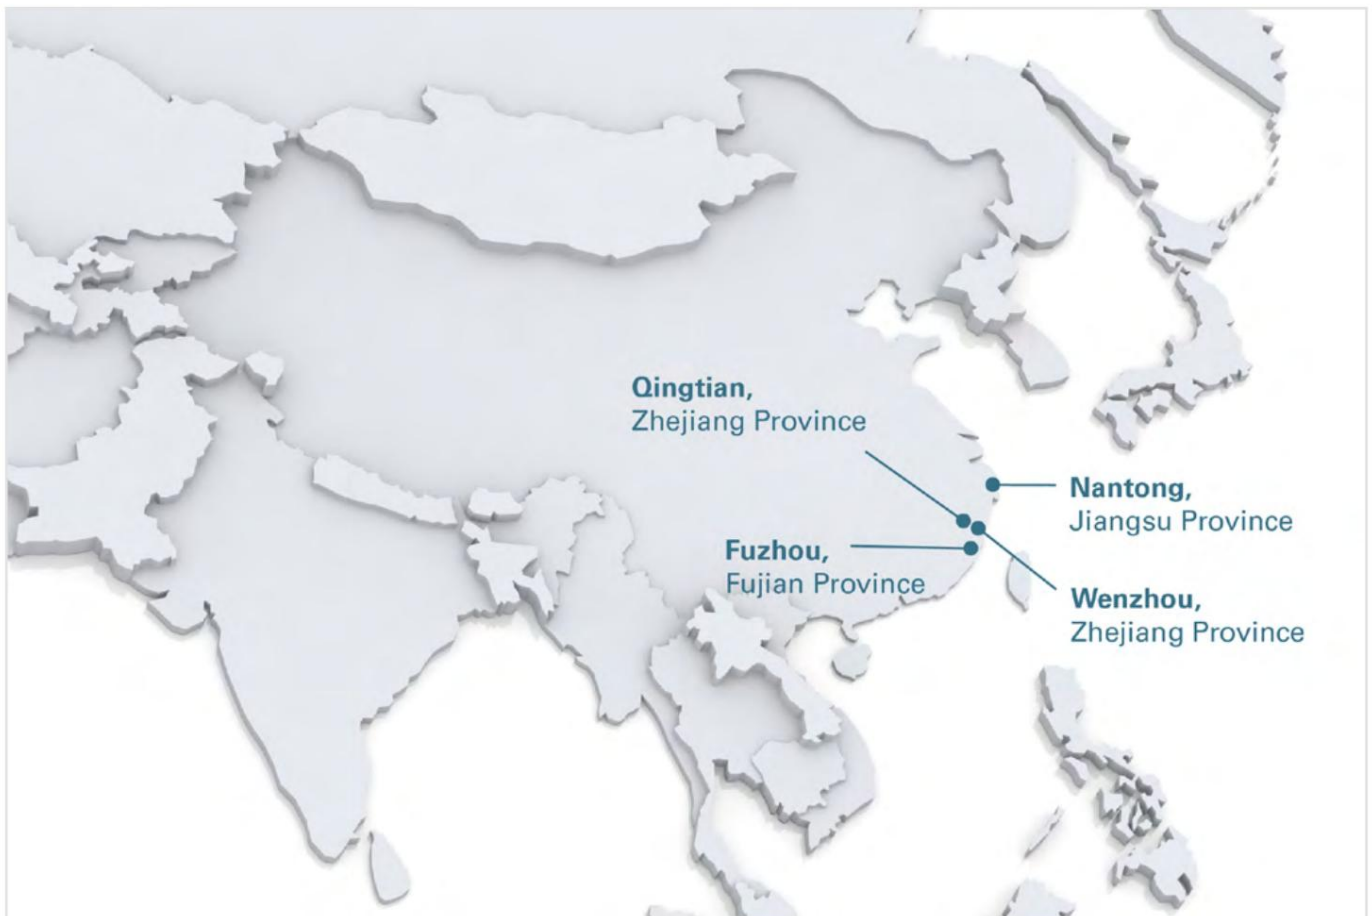 Qingtian,
Zhejiang Province
Nantong,
Jiangsu Province
Fuzhou,
Fujian Province
Wenzhou,
Zhejiang Province